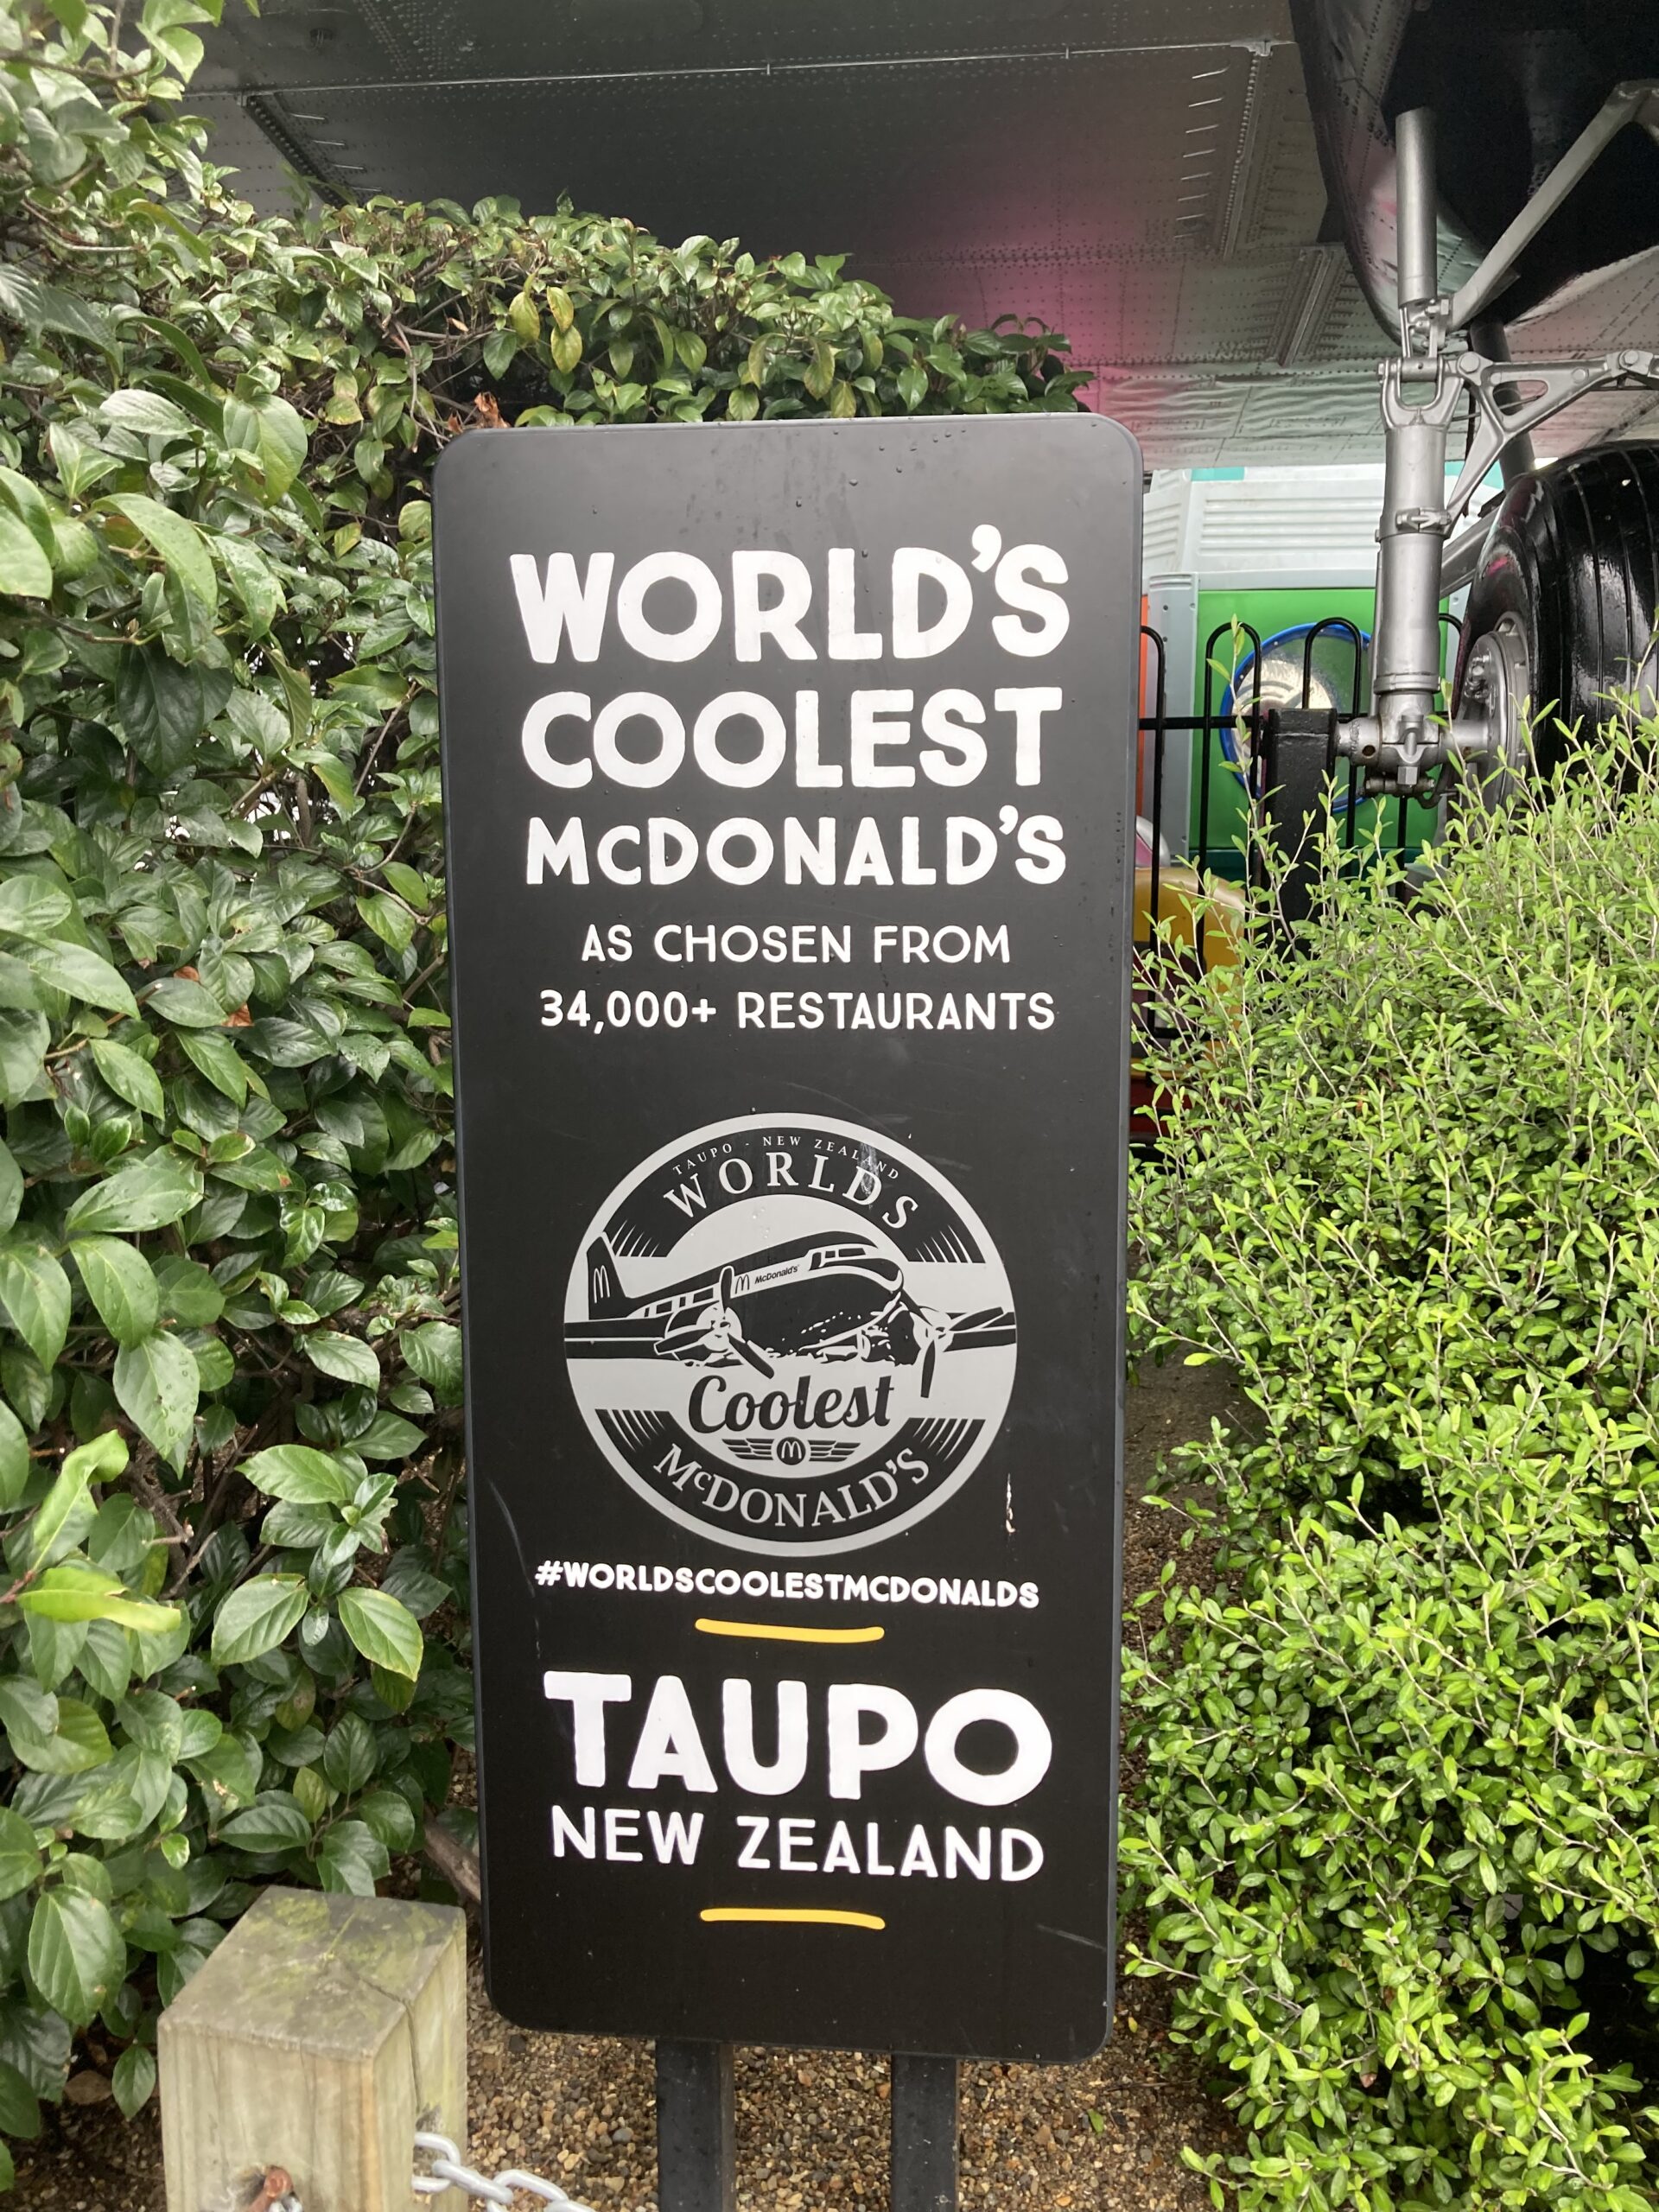 WORLD'S
COOLEST
McDONALD'S
AS CHOSEN FROM
34,000+ RESTAURANTS
TAUPO - NEW ZEALAND
WORLDS
McDonald's
Coolest
McDONALD'S
#WORLDSCOOLESTMCDONALDS
TAUPO
NEW ZEALAND